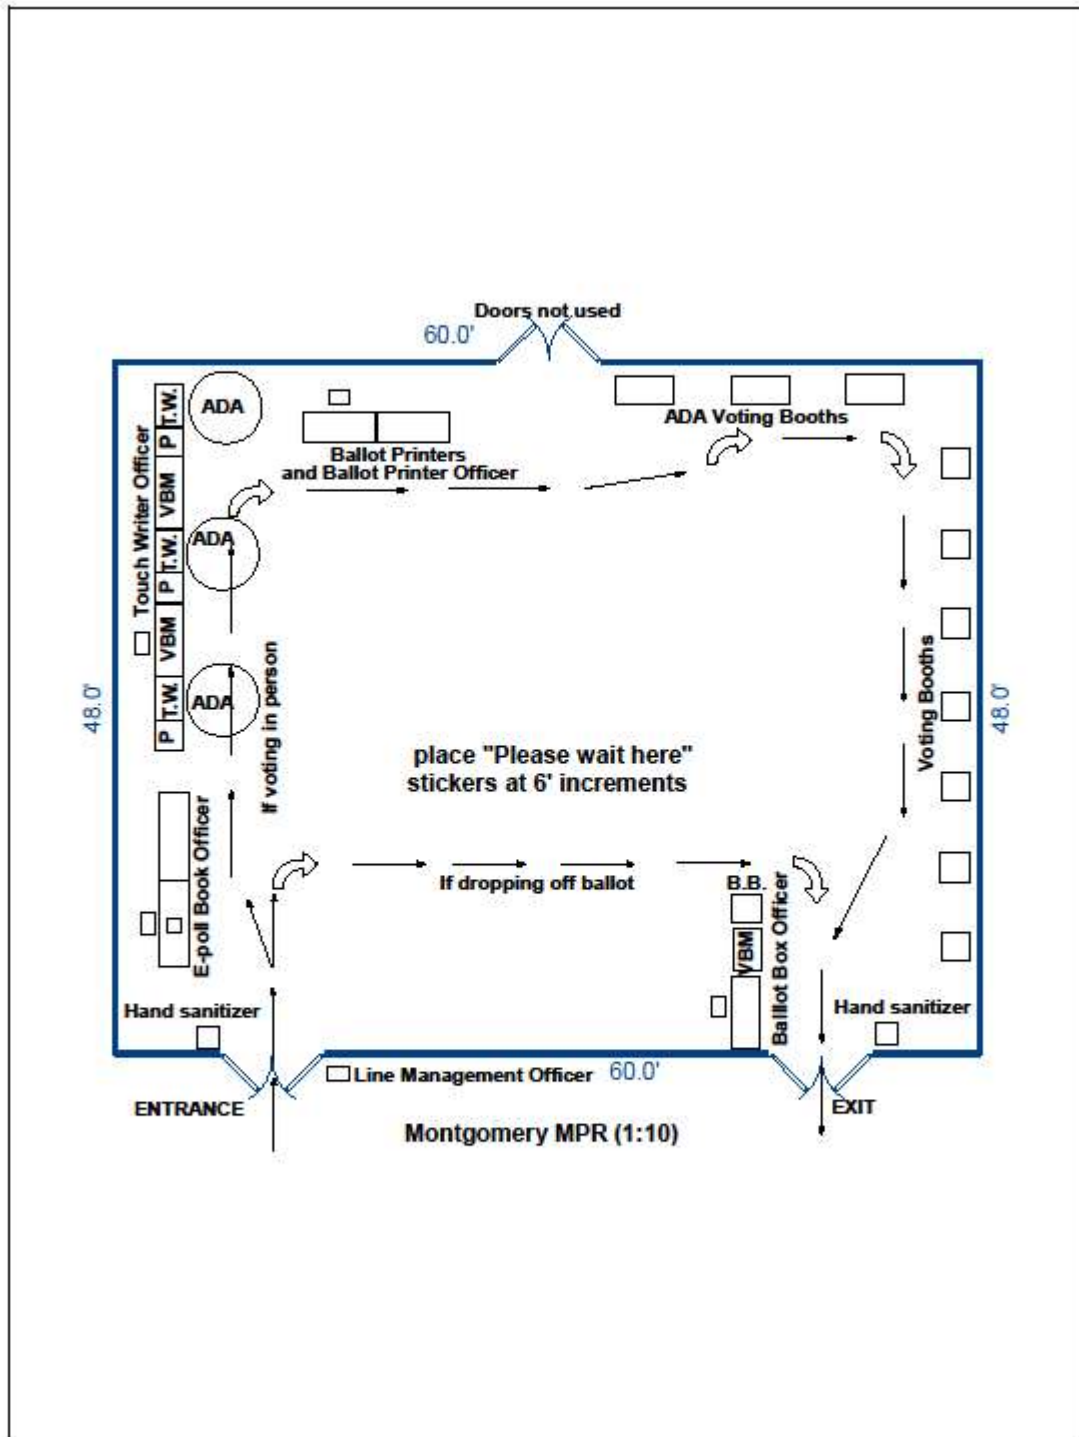 Doors not used
60.0'
ADA
T.W.
P
VBM
ADA
T.W.
P
VBM
ADA
T.W.
P
Touch Writer Officer
Ballot Printers
and Ballot Printer Officer
ADA Voting Booths
Voting Booths
48.0'
48.0'
If voting in person
place "Please wait here"
stickers at 6' increments
E-poll Book Officer
If dropping off ballot
B.B.
VBM
Balllot Box Officer
Hand sanitizer
Hand sanitizer
Line Management Officer
60.0'
ENTRANCE
EXIT
Montgomery MPR (1:10)